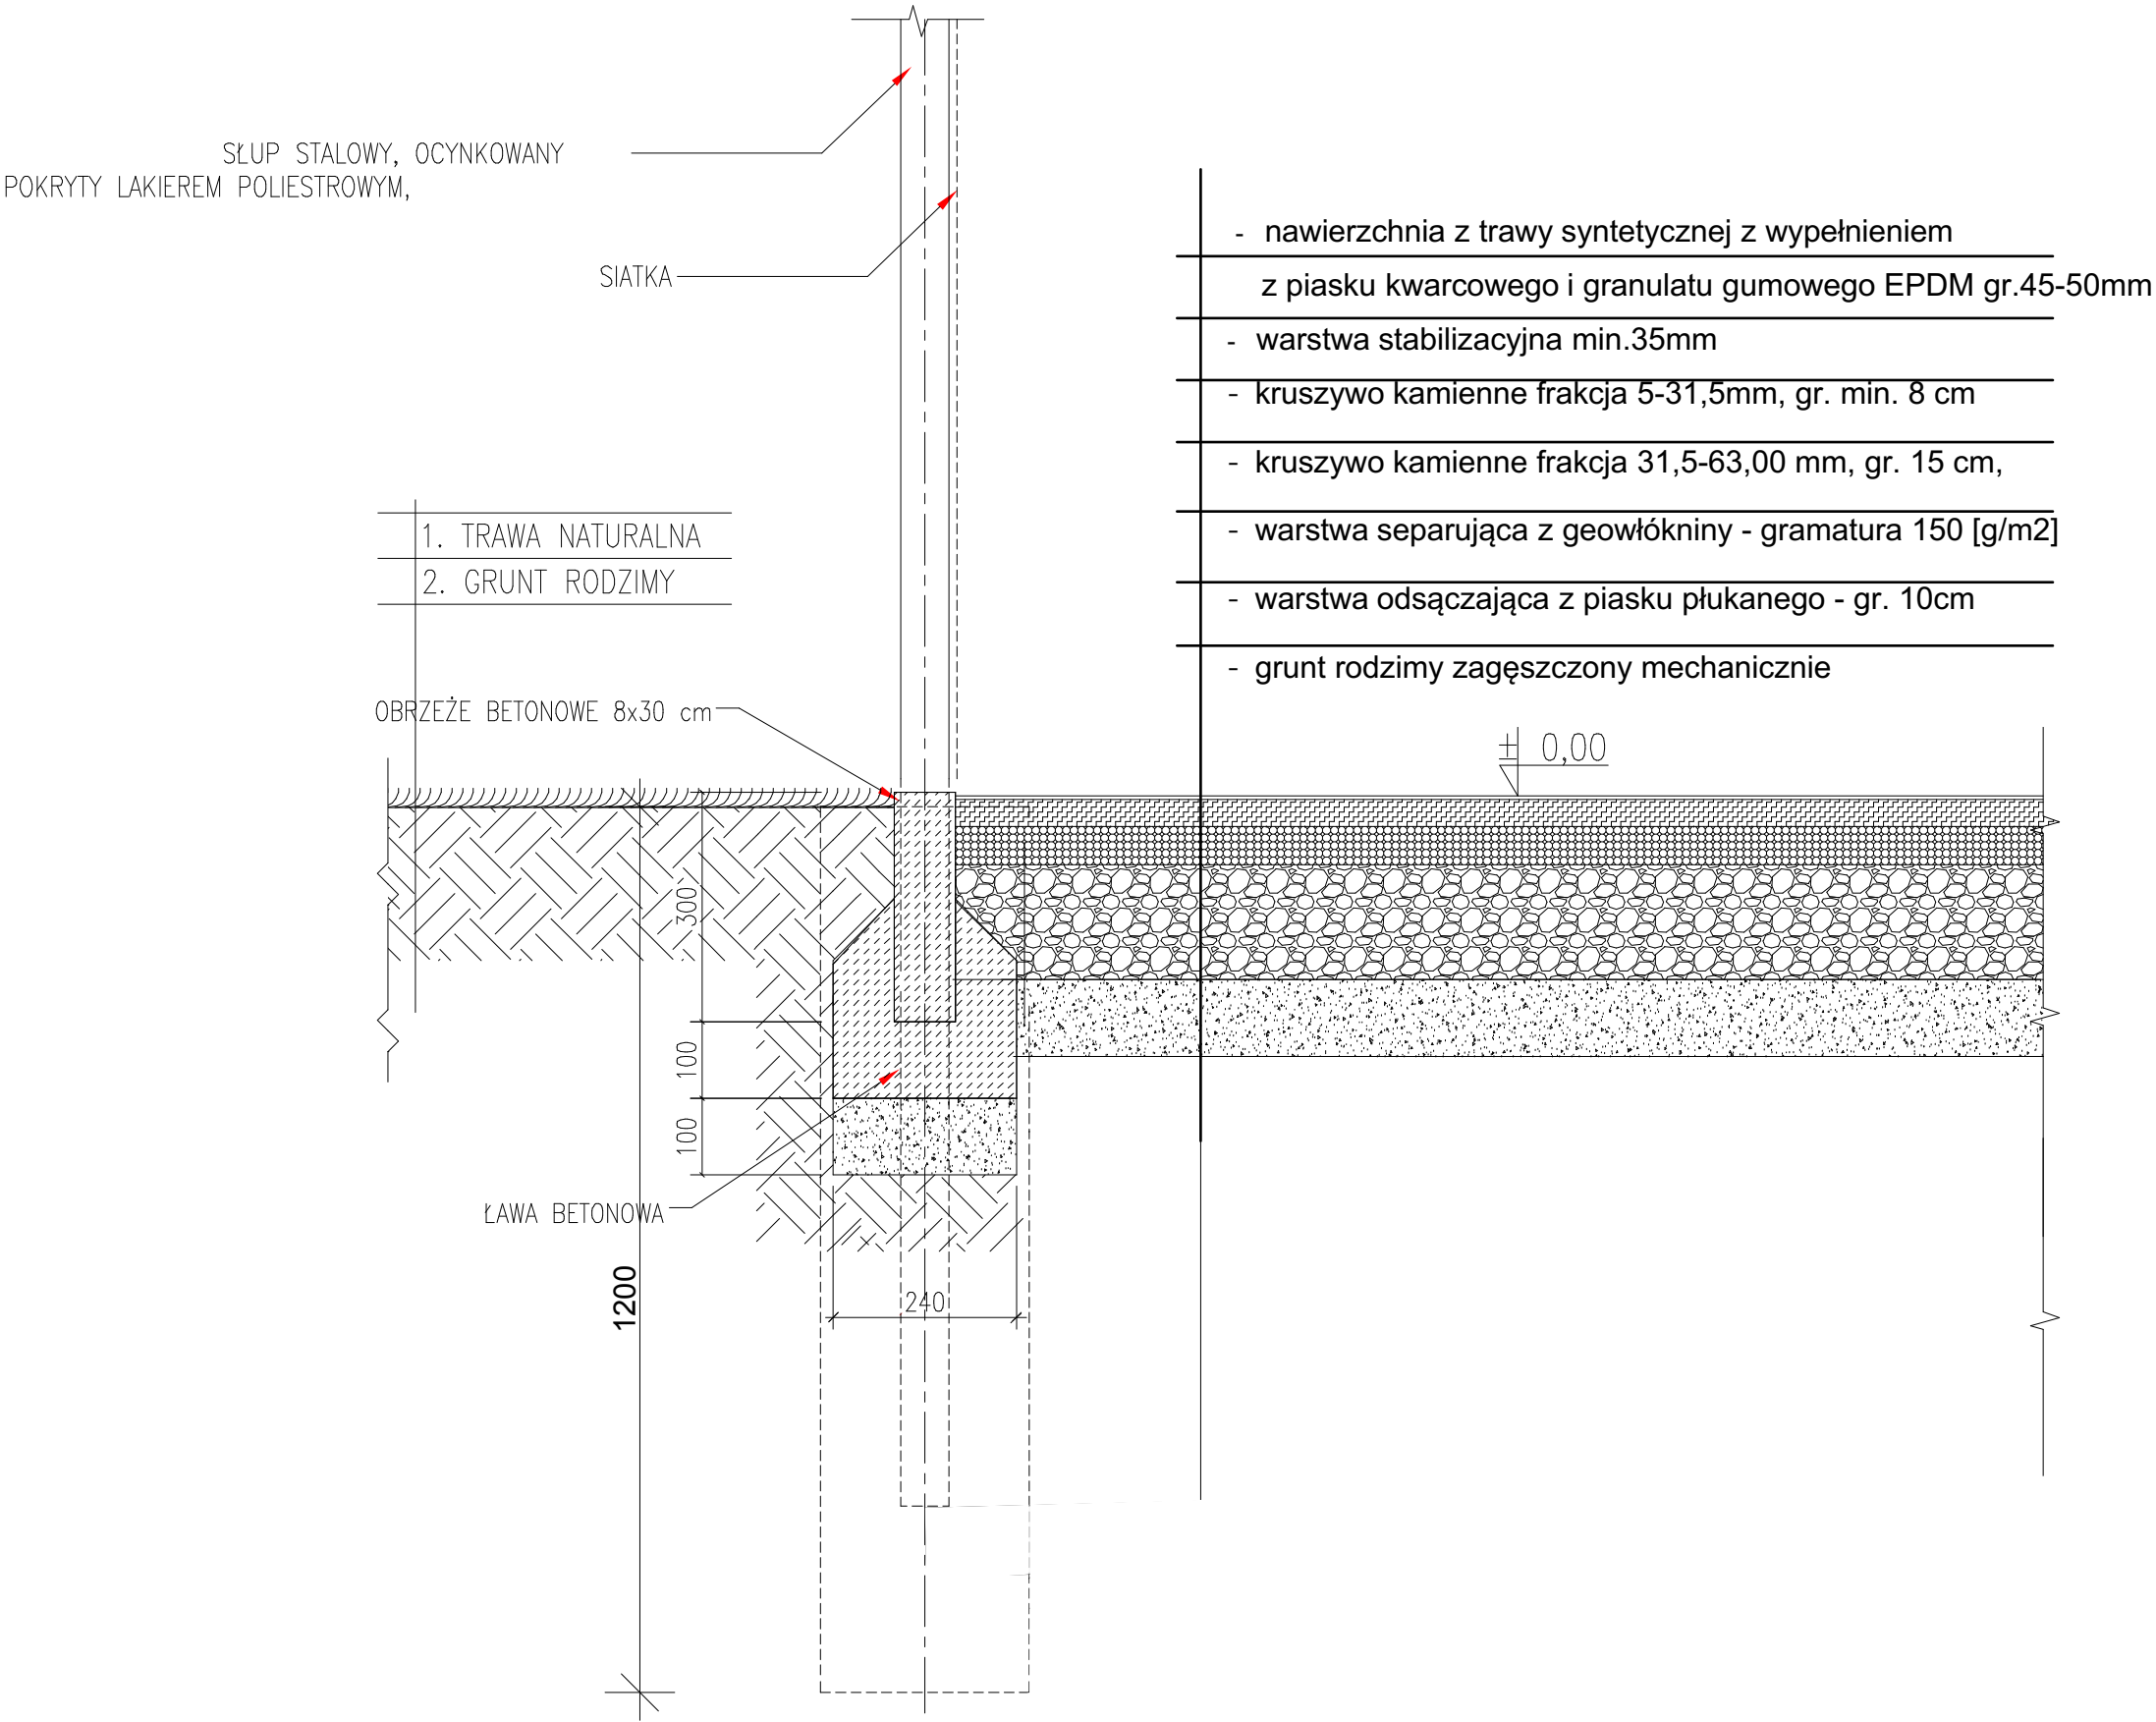 SŁUP STALOWY, OCYNKOWANY
POKRYTY LAKIEREM POLIESTROWYM,
SIATKA
- nawierzchnia z trawy syntetycznej z wypełnieniem
z piasku kwarcowego i granulatu gumowego EPDM gr.45-50mm
- warstwa stabilizacyjna min.35mm
- kruszywo kamienne frakcja 5-31,5mm, gr. min. 8 cm
- kruszywo kamienne frakcja 31,5-63,00 mm, gr. 15 cm,
- warstwa separująca z geowłókniny - gramatura 150 [g/m2]
- warstwa odsączająca z piasku płukanego - gr. 10cm
- grunt rodzimy zagęszczony mechanicznie
1. TRAWA NATURALNA
2. GRUNT RODZIMY
OBRZEŻE BETONOWE 8x30 cm
± 0,00
300
100
100
ŁAWA BETONOWA
1200
240